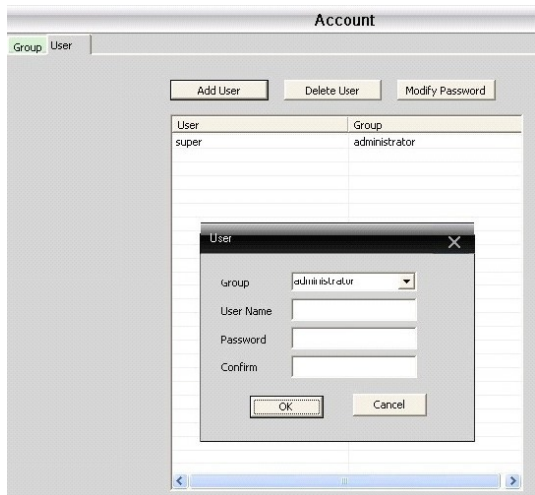 Account
Group User
Add User Delete User Modify Password
User Group
super administrator
User
Group administrator
User Name
Password
Confirm
OK Cancel